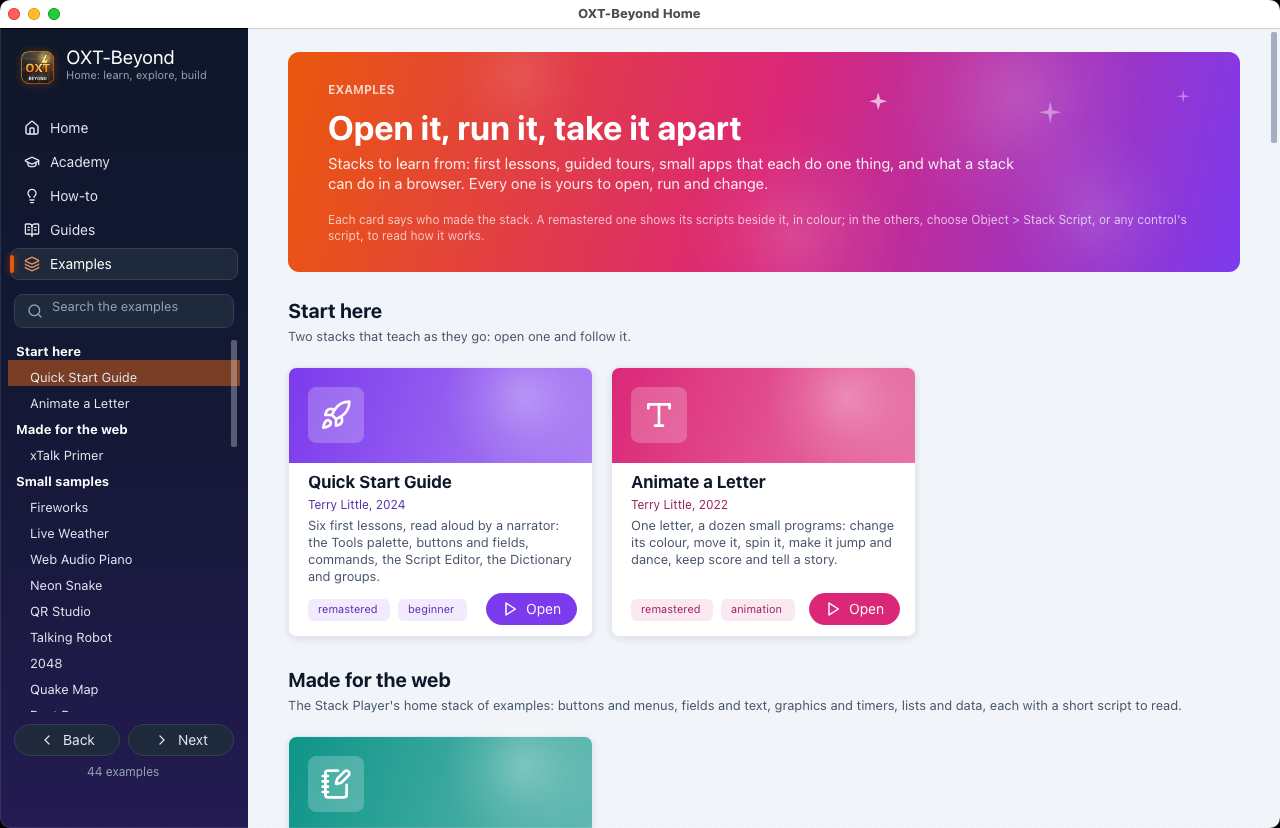 OXT-Beyond Home
OXT
BEYOND
OXT-Beyond
Home: learn, explore, build
Home
Academy
How-to
Guides
Examples
Search the examples
Start here
Quick Start Guide
Animate a Letter
Made for the web
xTalk Primer
Small samples
Fireworks
Live Weather
Web Audio Piano
Neon Snake
QR Studio
Talking Robot
2048
Quake Map
Back
Next
44 examples
EXAMPLES
Open it, run it, take it apart
Stacks to learn from: first lessons, guided tours, small apps that each do one thing, and what a stack
can do in a browser. Every one is yours to open, run and change.
Each card says who made the stack. A remastered one shows its scripts beside it, in colour; in the others, choose Object > Stack Script, or any control's
script, to read how it works.
Start here
Two stacks that teach as they go: open one and follow it.
Quick Start Guide
Terry Little, 2024
Six first lessons, read aloud by a narrator:
the Tools palette, buttons and fields,
commands, the Script Editor, the Dictionary
and groups.
remastered
beginner
Open
Animate a Letter
Terry Little, 2022
One letter, a dozen small programs: change
its colour, move it, spin it, make it jump and
dance, keep score and tell a story.
remastered
animation
Open
Made for the web
The Stack Player's home stack of examples: buttons and menus, fields and text, graphics and timers, lists and data, each with a short script to read.